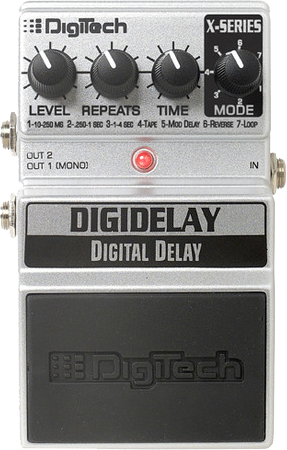 DigiTech
X-SERIES
LEVEL REPEATS TIME MODE
1-10-250 MS 2-.250-1 SEC 3-1-4 SEC 4-TAPE 5-MOD DELAY 6-REVERSE 7-LOOP
OUT 2
OUT 1 (MONO) IN
DIGIDELAY
DIGITAL DELAY
DigiTech